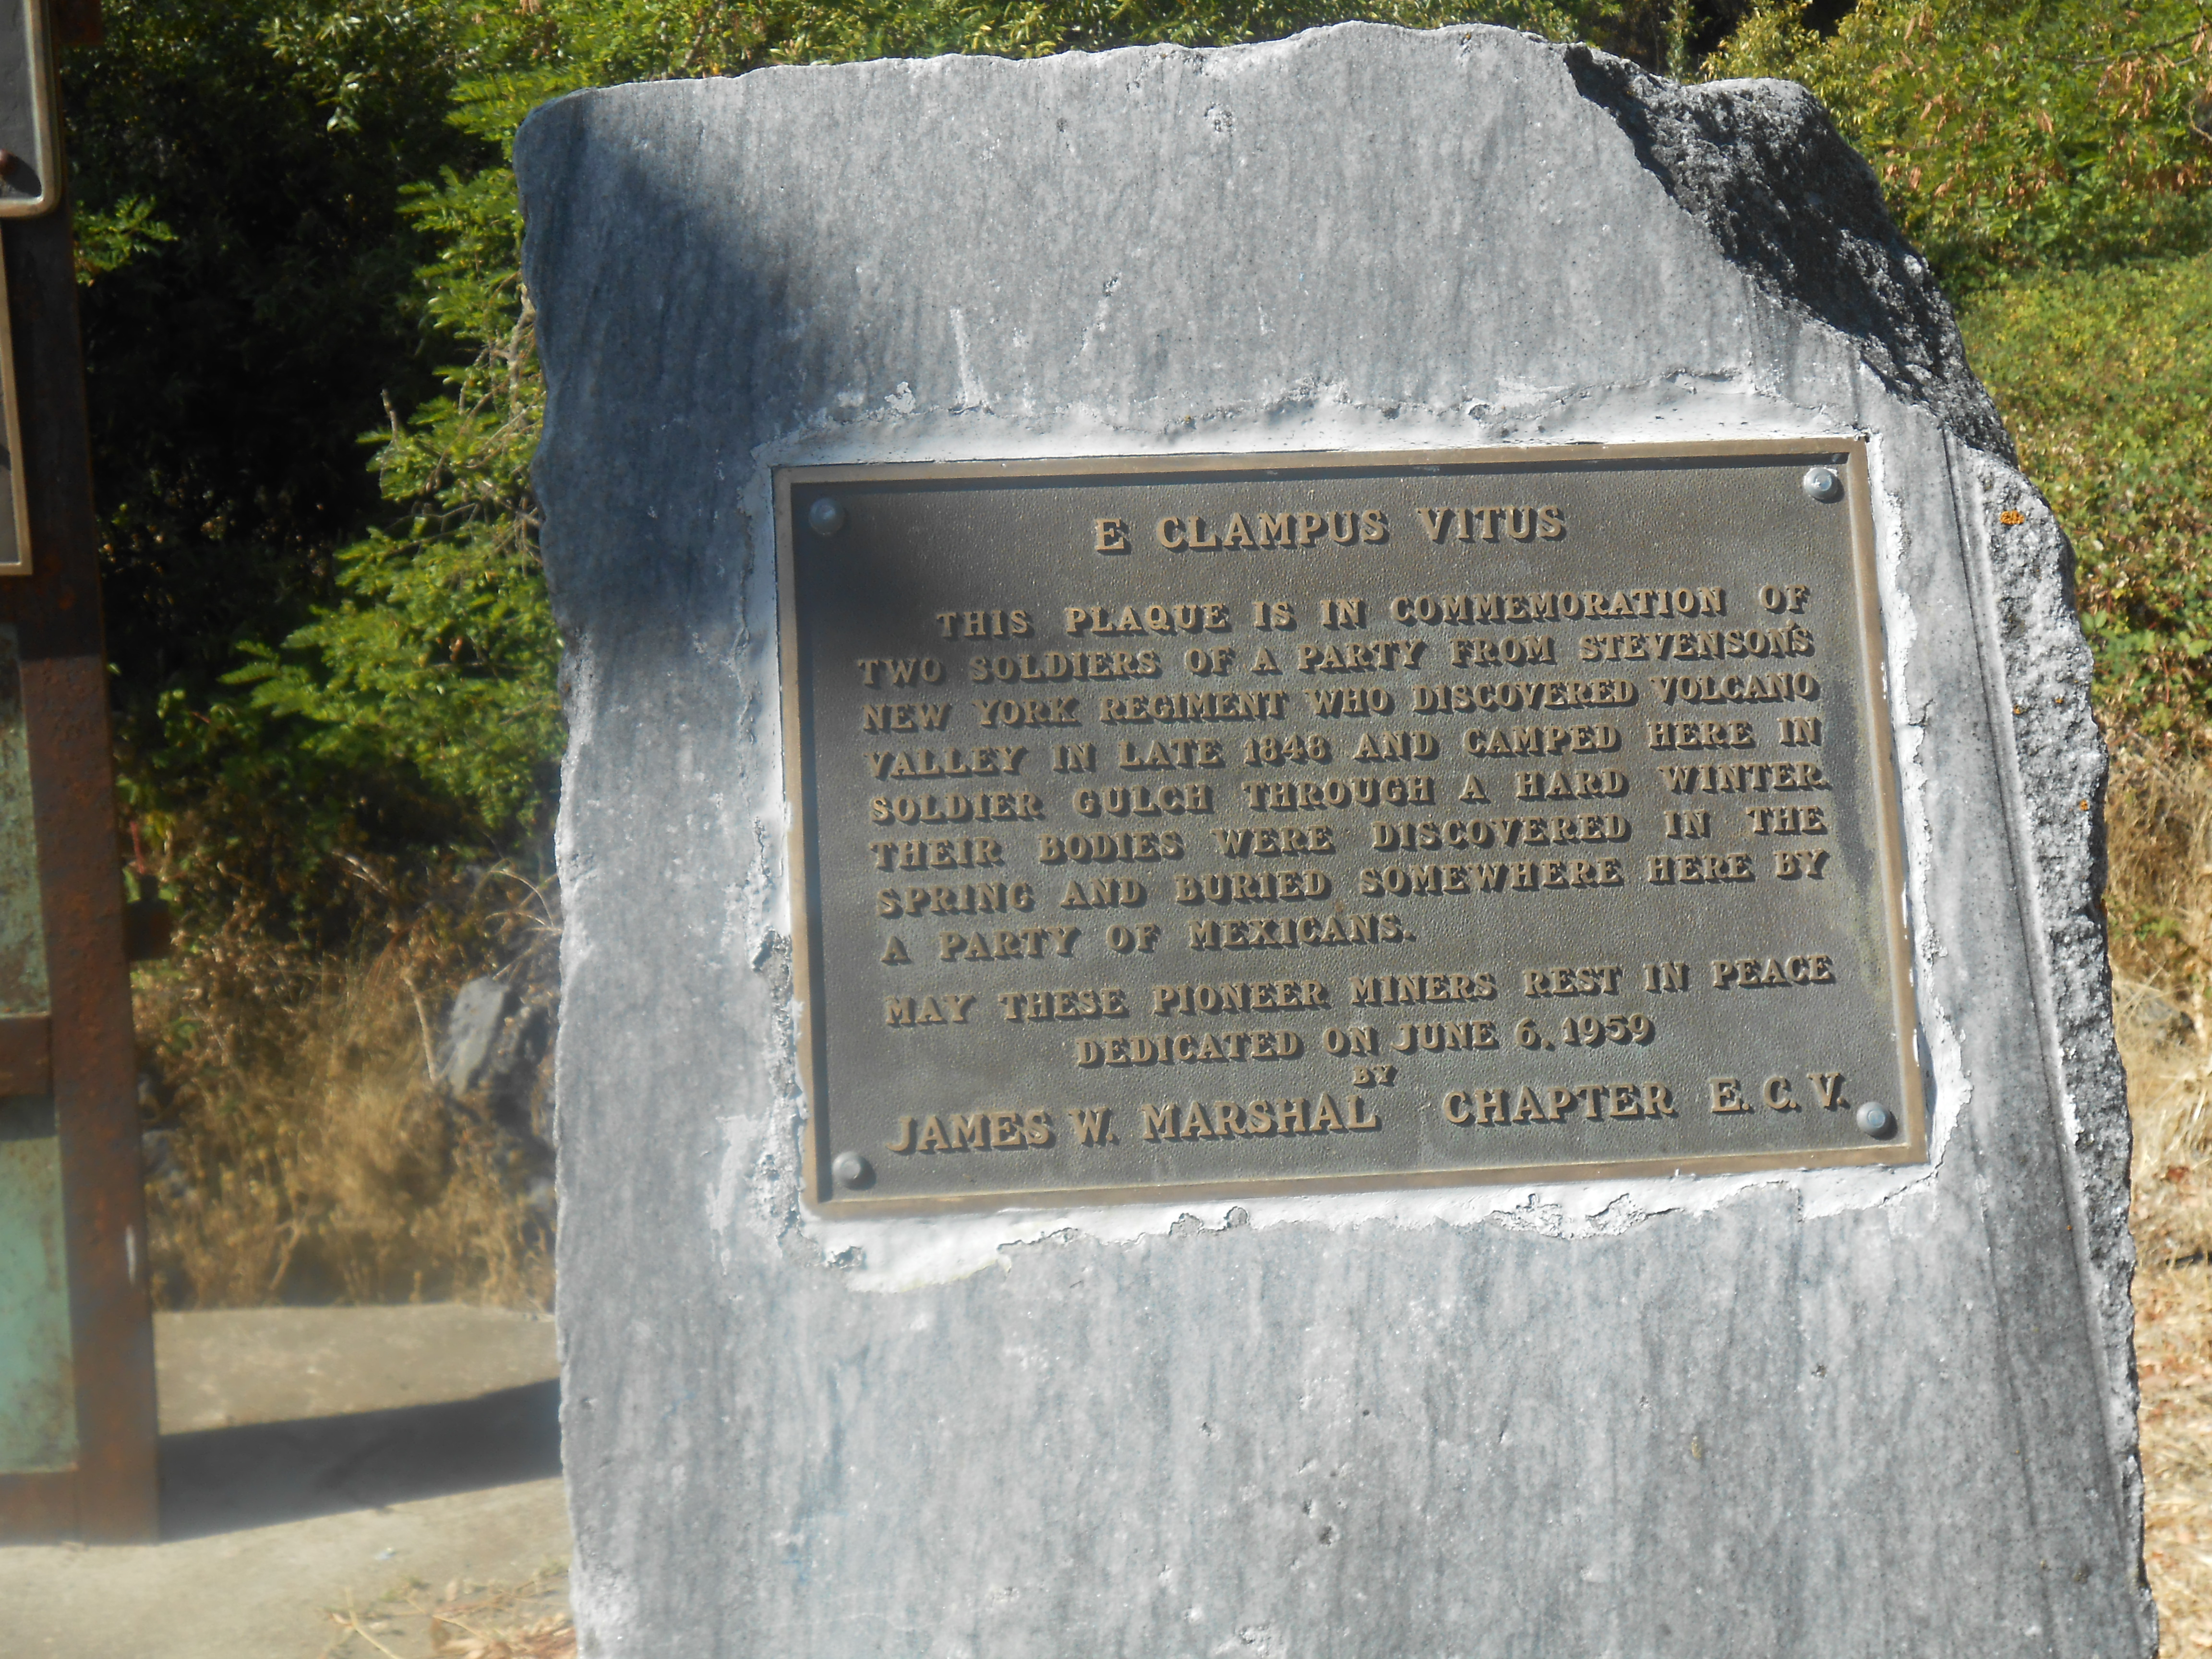 E CLAMPUS VITUS
THIS PLAQUE IS IN COMMEMORATION OF
TWO SOLDIERS OF A PARTY FROM STEVENSON'S
NEW YORK REGIMENT WHO DISCOVERED VOLCANO
VALLEY IN LATE 1848 AND CAMPED HERE IN
SOLDIER GULCH THROUGH A HARD WINTER.
THEIR BODIES WERE DISCOVERED IN THE
SPRING AND BURIED SOMEWHERE HERE BY
A PARTY OF MEXICANS.
MAY THESE PIONEER MINERS REST IN PEACE
DEDICATED ON JUNE 6, 1959
BY
JAMES W. MARSHAL CHAPTER E. C. V.